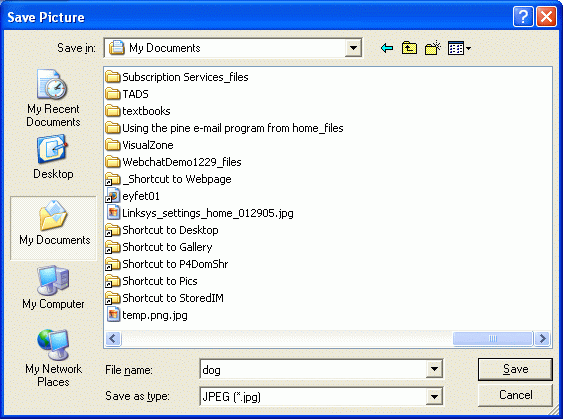 Save Picture
Save in: My Documents
Subscription Services_files
TADS
textbooks
Using the pine e-mail program from home_files
VisualZone
WebchatDemo1229_files
_Shortcut to Webpage
eyfet01
Linksys_settings_home_012905.jpg
Shortcut to Desktop
Shortcut to Gallery
Shortcut to P4DomShr
Shortcut to Pics
Shortcut to StoredIM
temp.png.jpg
My Recent
Documents
Desktop
My Documents
My Computer
My Network
Places
File name: dog Save
Save as type: JPEG (*.jpg) Cancel